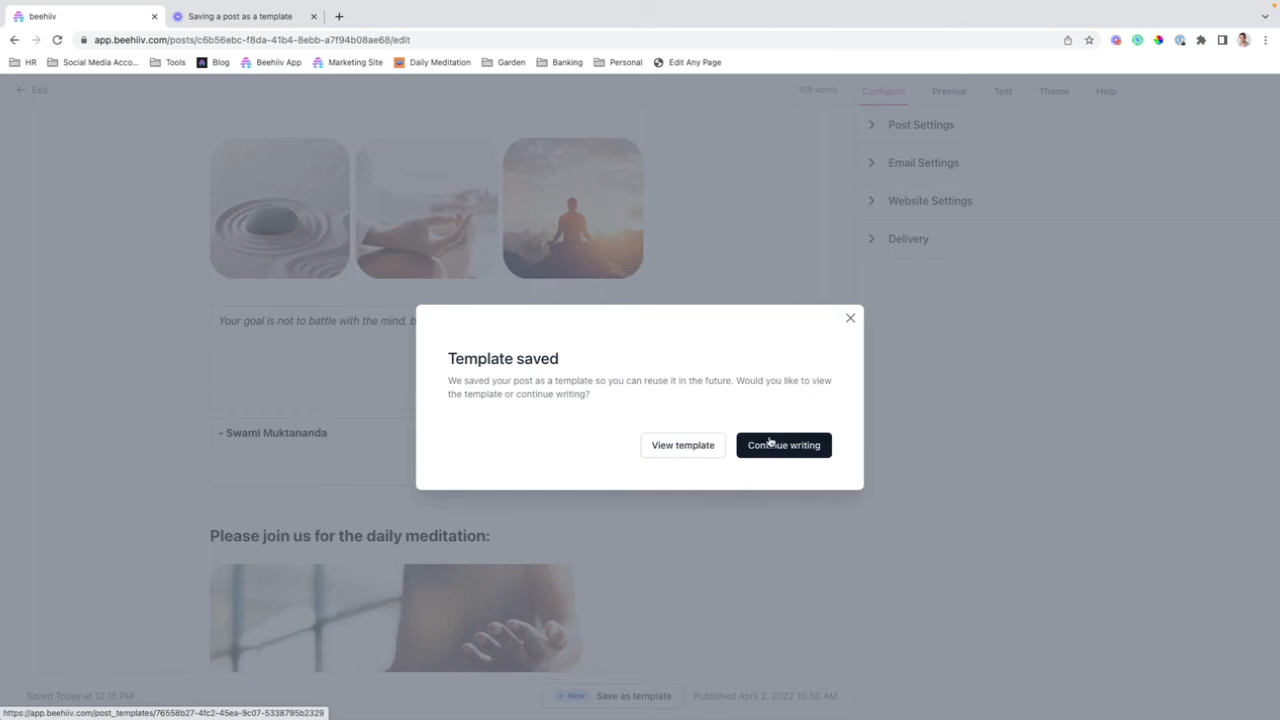 beehiiv
Saving a post as a template
app.beehiiv.com/posts/c6b56ebc-f8da-41b4-8ebb-a7f94b08ae68/edit
HR
Social Media Acco...
Tools
Blog
Beehiiv App
Marketing Site
Daily Meditation
Garden
Banking
Personal
Edit Any Page
Exit
109 words
Configure
Preview
Test
Theme
Help
Post Settings
Email Settings
Website Settings
Delivery
Your goal is not to battle with the mind, b
- Swami Muktananda
Template saved
We saved your post as a template so you can reuse it in the future. Would you like to view
the template or continue writing?
View template
Continue writing
Please join us for the daily meditation:
Saved Today at 12:15 PM
New
Save as template
Published April 2, 2022 10:50 AM
https://app.beehiiv.com/post_templates/76558b27-4fc2-45ea-9c07-5338795b2329